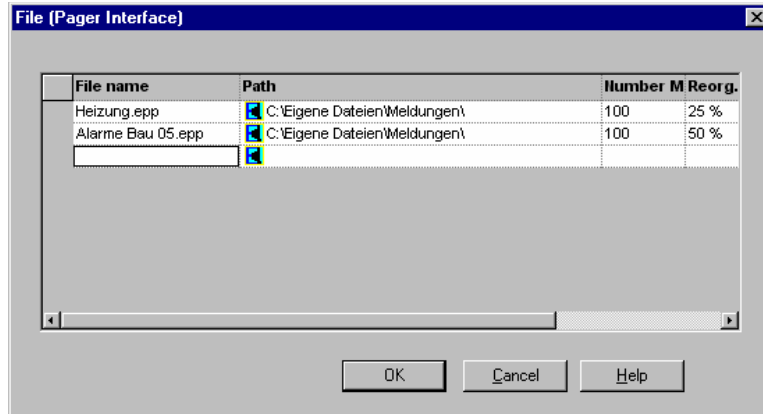 File (Pager Interface)
File name Path Number M Reorg.
Heizung.epp C:\Eigene Dateien\Meldungen\ 100 25 %
Alarme Bau 05.epp C:\Eigene Dateien\Meldungen\ 100 50 %
OK Cancel Help